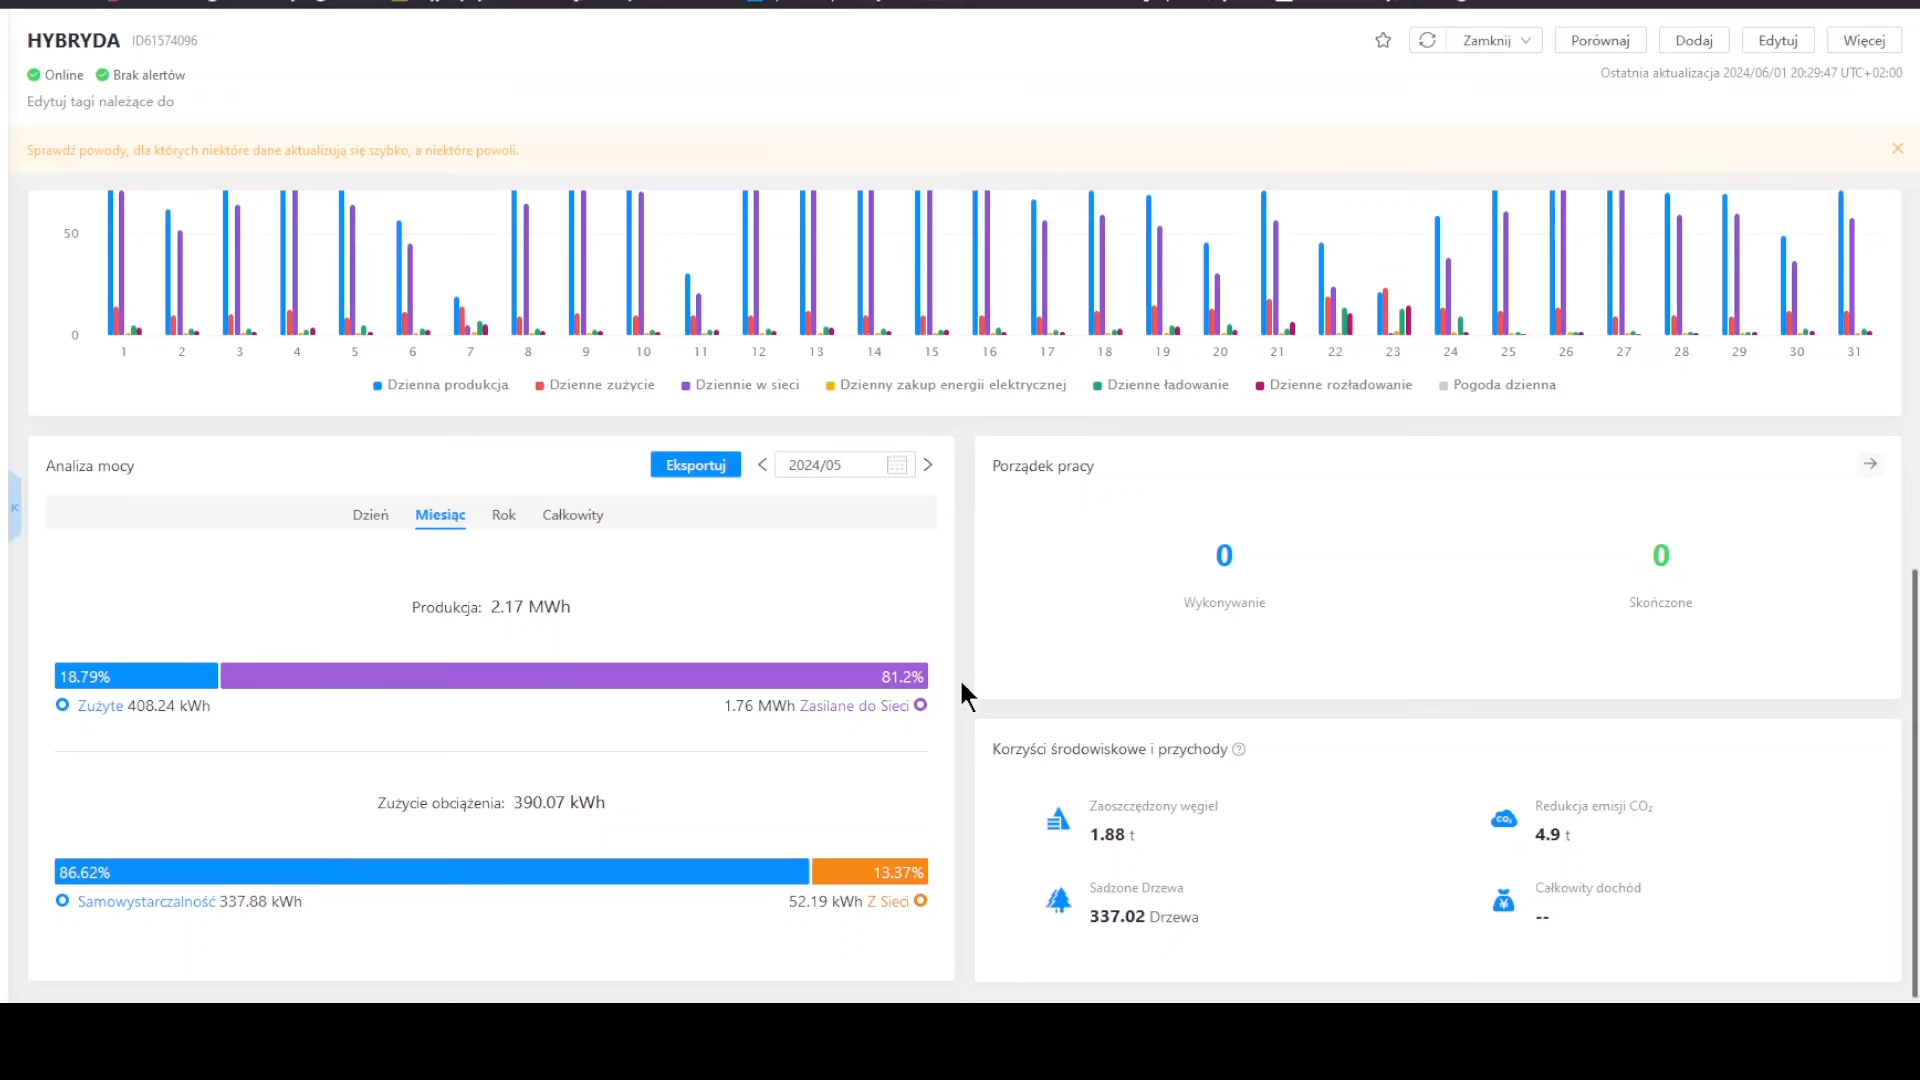 HYBRYDA ID61574096
Zamknij Porównaj Dodaj Edytuj Więcej
Online Brak alertów
Ostatnia aktualizacja 2024/06/01 20:29:47 UTC+02:00
Edytuj tagi należące do
Sprawdź powody, dla których niektóre dane aktualizują się szybko, a niektóre powoli.
50
0
1 2 3 4 5 6 7 8 9 10 11 12 13 14 15 16 17 18 19 20 21 22 23 24 25 26 27 28 29 30 31
Dzienna produkcja Dzienne zużycie Dziennie w sieci Dzienny zakup energii elektrycznej Dzienne ładowanie Dzienne rozładowanie Pogoda dzienna
Analiza mocy Eksportuj 2024/05
Dzień Miesiąc Rok Całkowity
Produkcja: 2.17 MWh
18.79% 81.2%
Zużyte 408.24 kWh 1.76 MWh Zasilane do Sieci
Zużycie obciążenia: 390.07 kWh
86.62% 13.37%
Samowystarczalność 337.88 kWh 52.19 kWh Z Sieci
Porządek pracy
0 0
Wykonywanie Skończone
Korzyści środowiskowe i przychody
Zaoszczędzony węgiel
1.88 t
Redukcja emisji CO₂
4.9 t
Sadzone Drzewa
337.02 Drzewa
Całkowity dochód
--